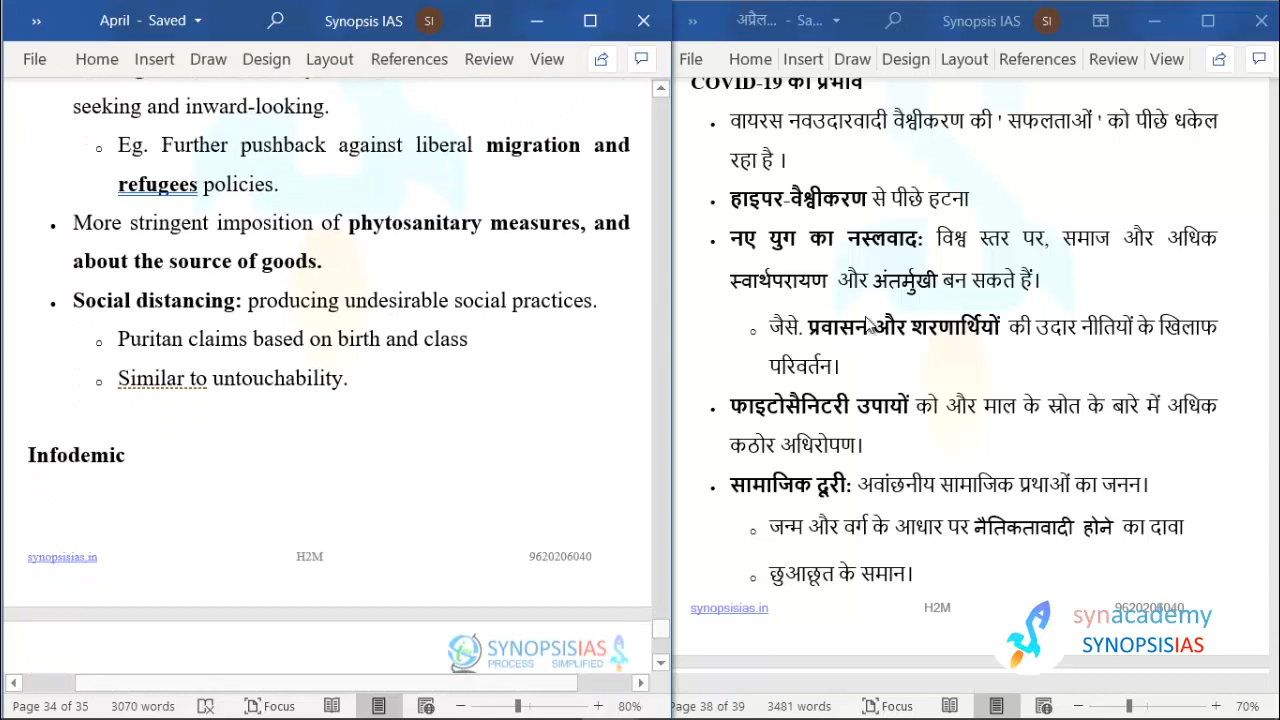 April - Saved
Synopsis IAS
SI
File Home Insert Draw Design Layout References Review View
seeking and inward-looking.
Eg. Further pushback against liberal migration and
refugees policies.
More stringent imposition of phytosanitary measures, and
about the source of goods.
Social distancing: producing undesirable social practices.
Puritan claims based on birth and class
Similar to untouchability.
Infodemic
synopsisias.in H2M 9620206040
SYNOPSISIAS
PROCESS SIMPLIFIED
Page 34 of 35 3070 words Focus 80%
अप्रैल... - Sa...
Synopsis IAS
SI
File Home Insert Draw Design Layout References Review View
COVID-19 का प्रभाव
वायरस नवउदारवादी वैश्वीकरण की ' सफलताओं ' को पीछे धकेल
रहा है ।
हाइपर-वैश्वीकरण से पीछे हटना
नए युग का नस्लवाद: विश्व स्तर पर, समाज और अधिक
स्वार्थपरायण और अंतर्मुखी बन सकते हैं।
जैसे. प्रवासन और शरणार्थियों की उदार नीतियों के खिलाफ
परिवर्तन।
फाइटोसैनिटरी उपायों को और माल के स्रोत के बारे में अधिक
कठोर अधिरोपण।
सामाजिक दूरी: अवांछनीय सामाजिक प्रथाओं का जनन।
जन्म और वर्ग के आधार पर नैतिकतावादी होने का दावा
छुआछूत के समान।
synopsisias.in H2M 9620206040
synacademy
SYNOPSISIAS
Page 38 of 39 3481 words Focus 70%